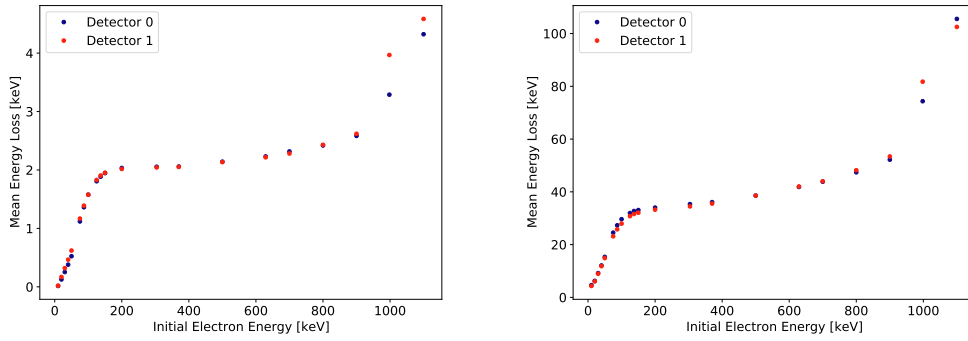 Detector 0
Detector 1
Mean Energy Loss [keV]
4
3
2
1
0
0 200 400 600 800 1000
Initial Electron Energy [keV]
Detector 0
Detector 1
Mean Energy Loss [keV]
100
80
60
40
20
0
0 200 400 600 800 1000
Initial Electron Energy [keV]